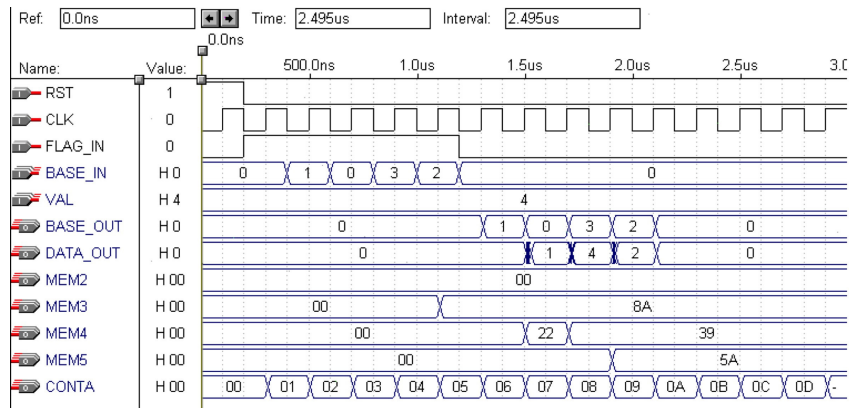 Ref: 0.0ns Time: 2.495us Interval: 2.495us
0.0ns
Name: Value: 500.0ns 1.0us 1.5us 2.0us 2.5us 3.0
RST 1
CLK 0
FLAG_IN 0
BASE_IN H 0 0 1 0 3 2 0
VAL H 4 4
BASE_OUT H 0 0 1 0 3 2 0
DATA_OUT H 0 0 1 4 2 0
MEM2 H 00 00
MEM3 H 00 00 8A
MEM4 H 00 00 22 39
MEM5 H 00 00 5A
CONTA H 00 00 01 02 03 04 05 06 07 08 09 0A 0B 0C 0D -